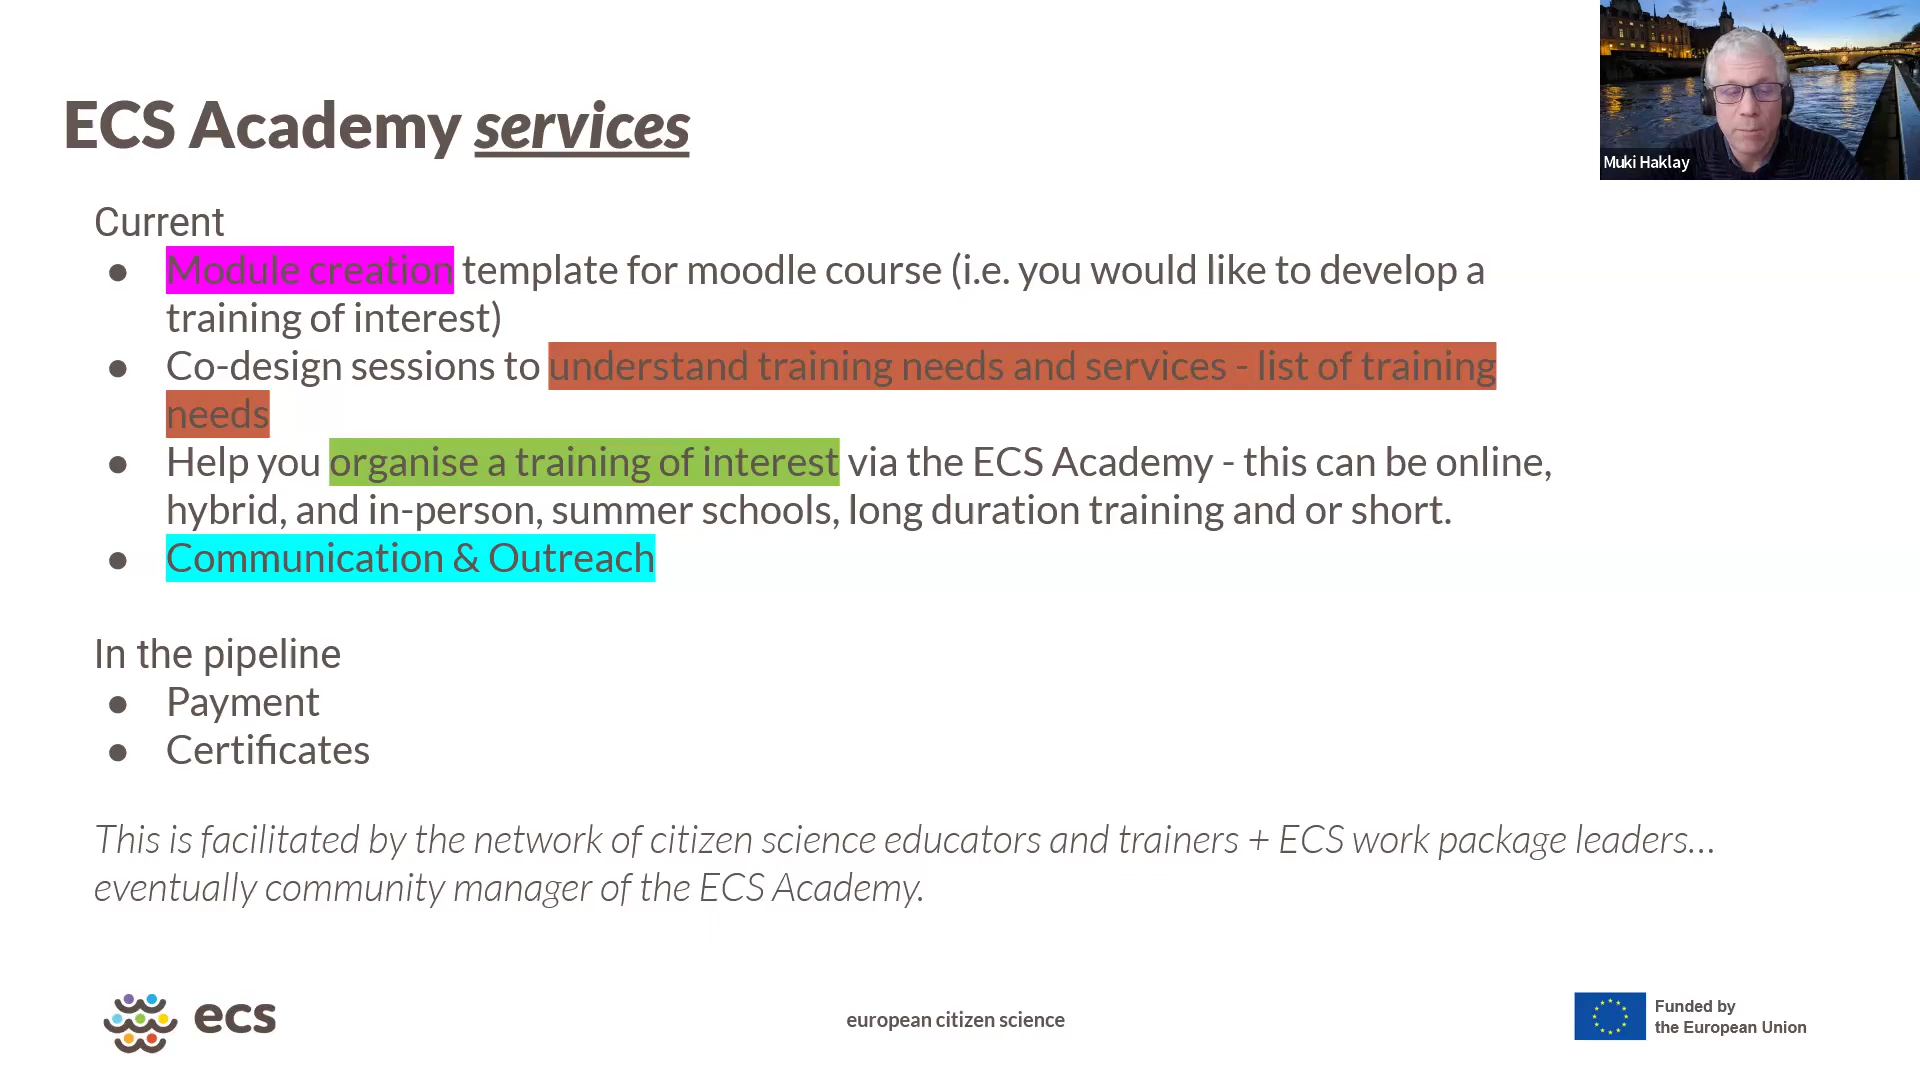 ECS Academy services
Muki Haklay
Current
● Module creation template for moodle course (i.e. you would like to develop a
training of interest)
● Co-design sessions to understand training needs and services - list of training
needs
● Help you organise a training of interest via the ECS Academy - this can be online,
hybrid, and in-person, summer schools, long duration training and or short.
● Communication & Outreach
In the pipeline
● Payment
● Certificates
This is facilitated by the network of citizen science educators and trainers + ECS work package leaders...
eventually community manager of the ECS Academy.
ecs
european citizen science
Funded by
the European Union